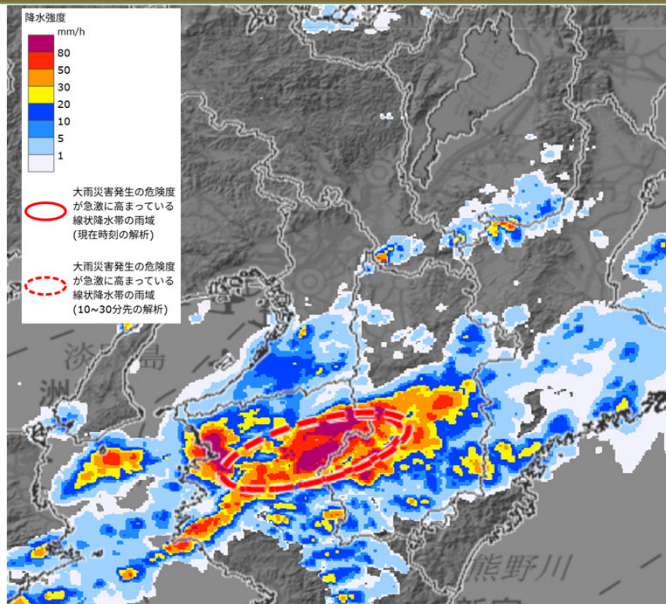 降水強度
mm/h
80
50
30
20
10
5
1
大雨災害発生の危険度
が急激に高まっている
線状降水帯の雨域
(現在時刻の解析)
大雨災害発生の危険度
が急激に高まっている
線状降水帯の雨域
(10~30分先の解析)
淡
島
洲
熊野川